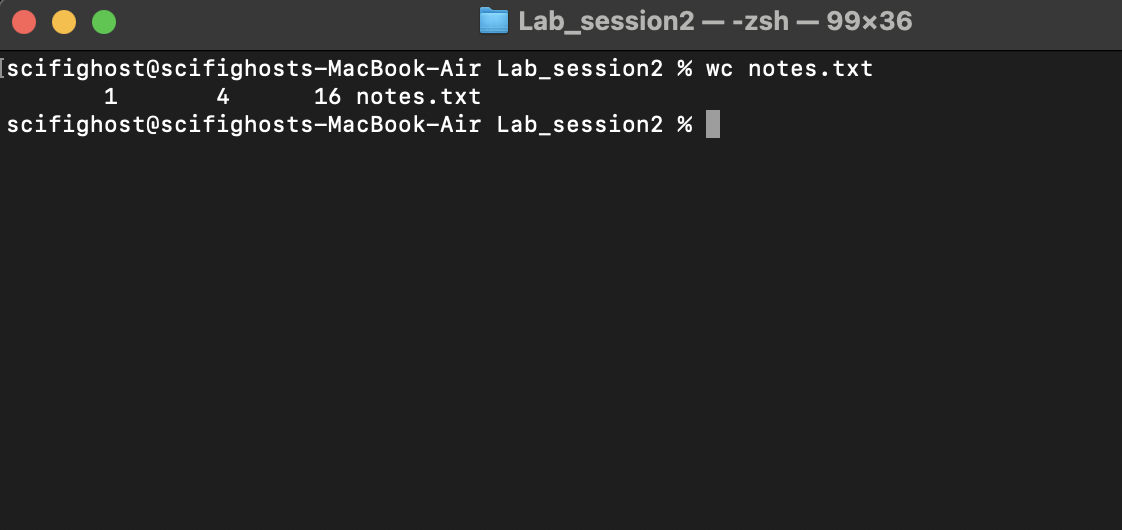 Lab_session2 — -zsh — 99×36
scifighost@scifighosts-MacBook-Air Lab_session2 % wc notes.txt
1 4 16 notes.txt
scifighost@scifighosts-MacBook-Air Lab_session2 %